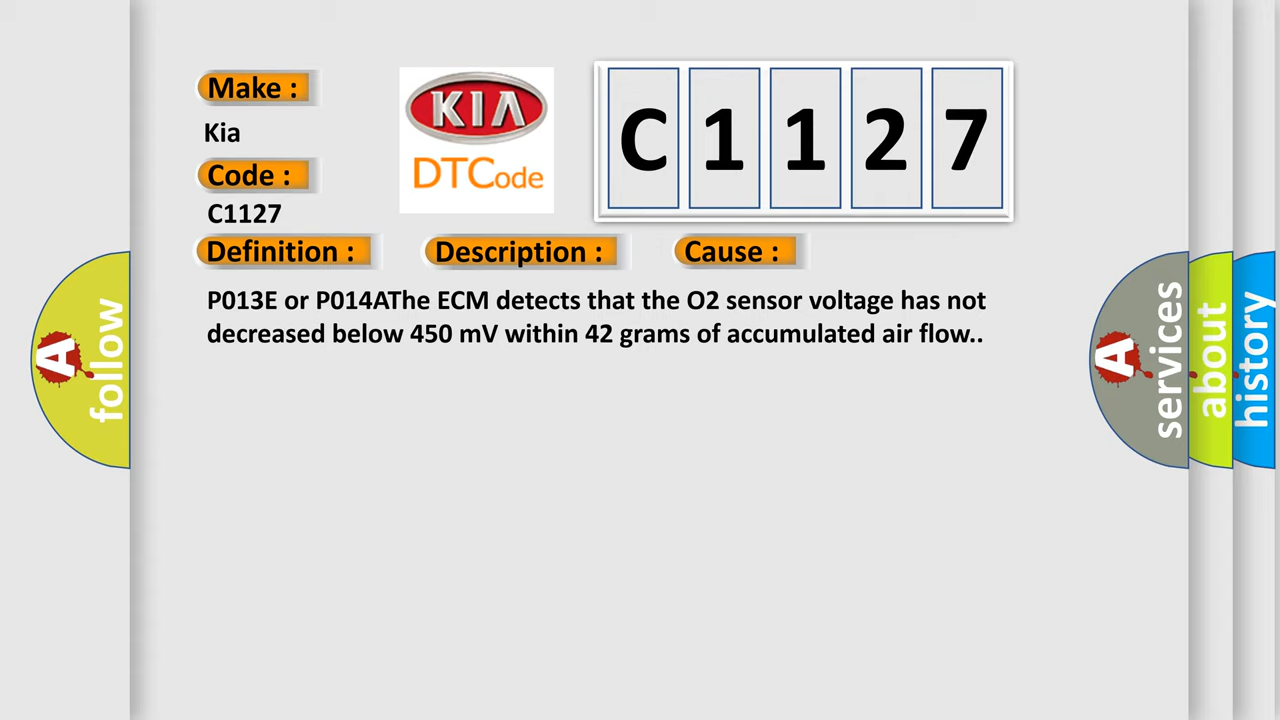 Make :
Kia
Code :
C1127
KIA
DTCode
C 1 1 2 7
Definition :
Description :
Cause :
P013E or P014AThe ECM detects that the O2 sensor voltage has not
decreased below 450 mV within 42 grams of accumulated air flow..
A follow
A services
about
history